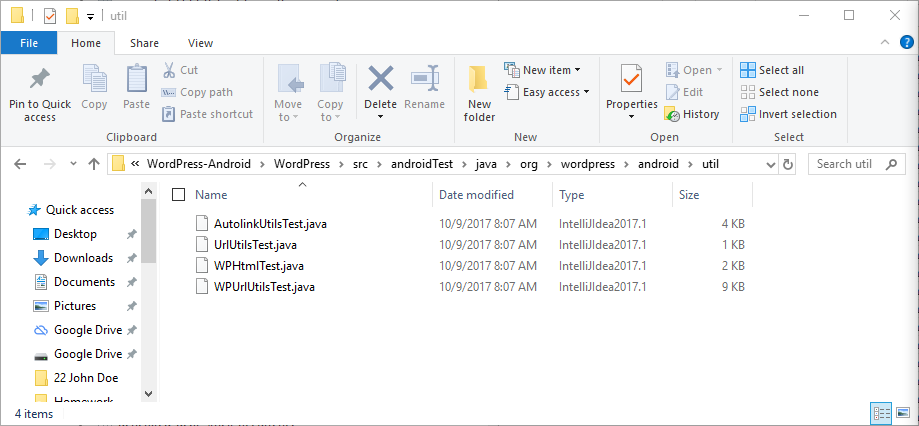 util
File Home Share View
Pin to Quick access
Copy
Paste
Cut
Copy path
Paste shortcut
Clipboard
Move to
Copy to
Delete
Rename
Organize
New folder
New item
Easy access
New
Properties
Open
Edit
History
Open
Select all
Select none
Invert selection
Select
« WordPress-Android > WordPress > src > androidTest > java > org > wordpress > android > util
Search util
Name Date modified Type Size
Quick access
Desktop
Downloads
Documents
Pictures
Google Drive
Google Drive
22 John Doe
Homework
AutolinkUtilsTest.java 10/9/2017 8:07 AM IntelliJIdea2017.1 4 KB
UrlUtilsTest.java 10/9/2017 8:07 AM IntelliJIdea2017.1 1 KB
WPHtmlTest.java 10/9/2017 8:07 AM IntelliJIdea2017.1 2 KB
WPUrlUtilsTest.java 10/9/2017 8:07 AM IntelliJIdea2017.1 9 KB
4 items